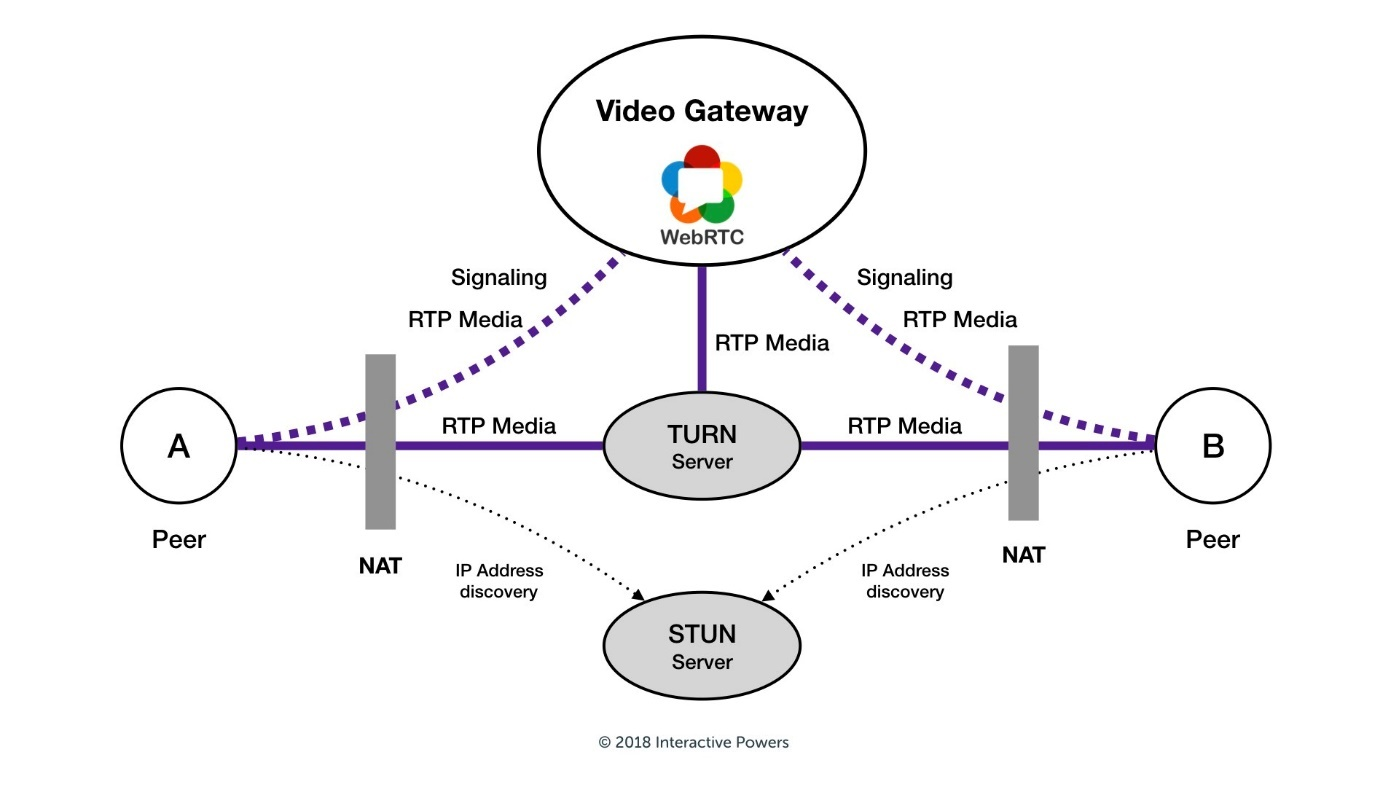 Video Gateway
WebRTC
Signaling
Signaling
RTP Media
RTP Media
RTP Media
RTP Media
RTP Media
A
TURN
Server
B
Peer
Peer
NAT
NAT
IP Address
discovery
IP Address
discovery
STUN
Server
© 2018 Interactive Powers